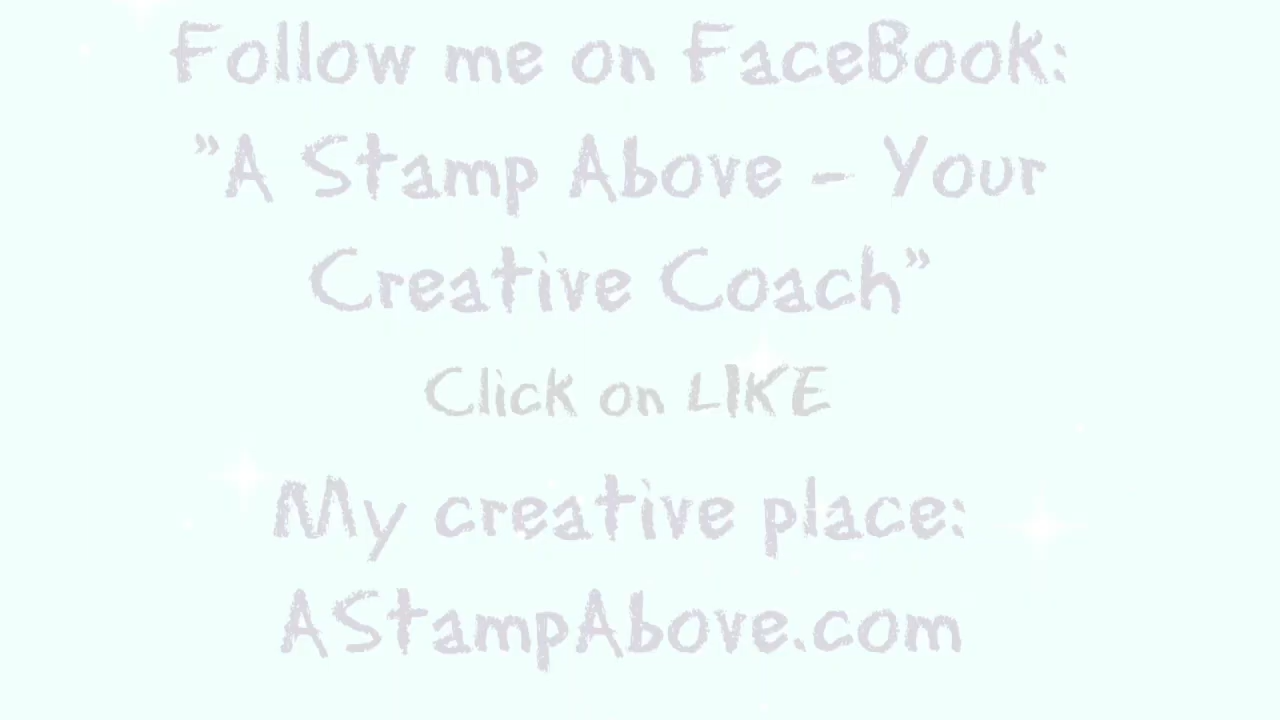 Follow me on FaceBook:
"A Stamp Above - Your
Creative Coach"
Click on LIKE
My creative place:
AStampAbove.com